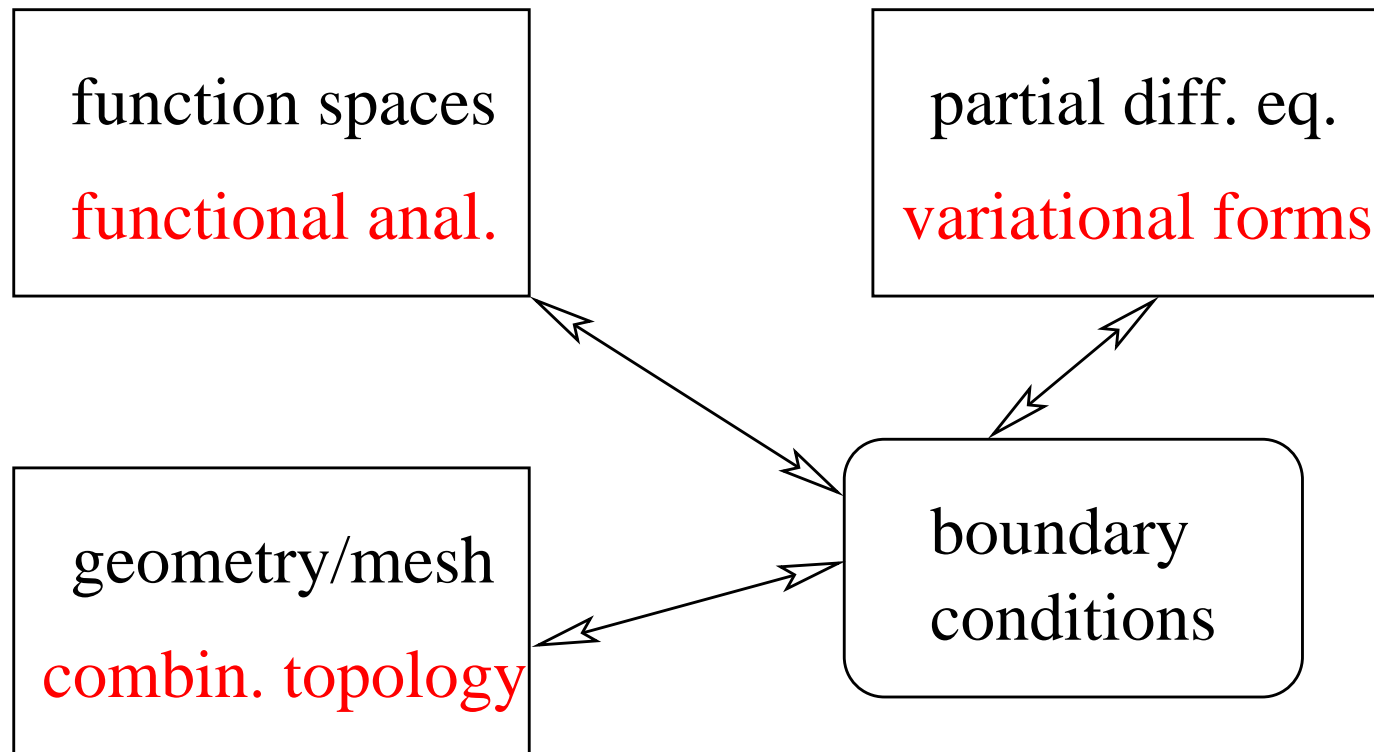 function spaces
functional anal.
partial diff. eq.
variational forms
geometry/mesh
combin. topology
boundary
conditions